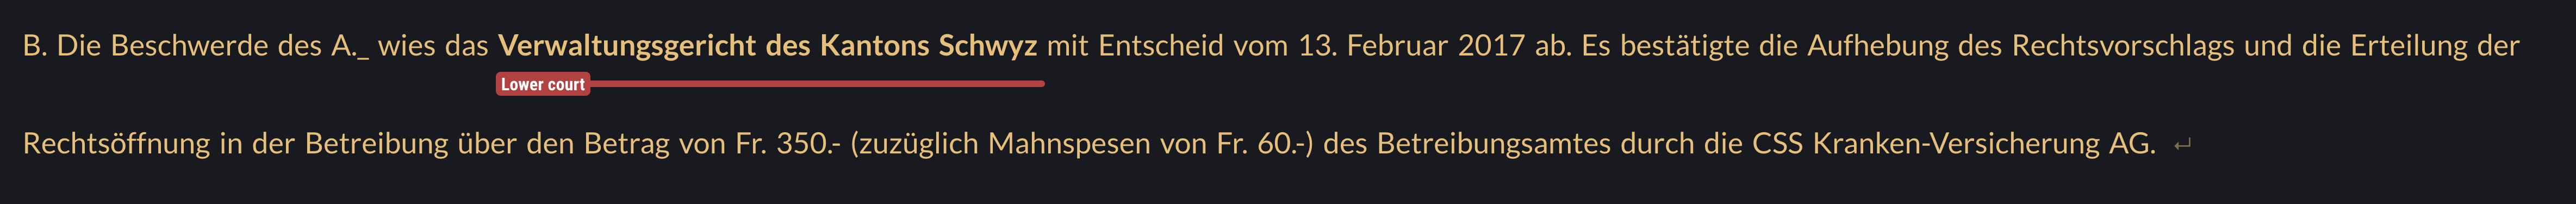 B. Die Beschwerde des A._ wies das Verwaltungsgericht des Kantons Schwyz mit Entscheid vom 13. Februar 2017 ab. Es bestätigte die Aufhebung des Rechtsvorschlags und die Erteilung der
Lower court
Rechtsöffnung in der Betreibung über den Betrag von Fr. 350.- (zuzüglich Mahnspesen von Fr. 60.-) des Betreibungsamtes durch die CSS Kranken-Versicherung AG. ↵